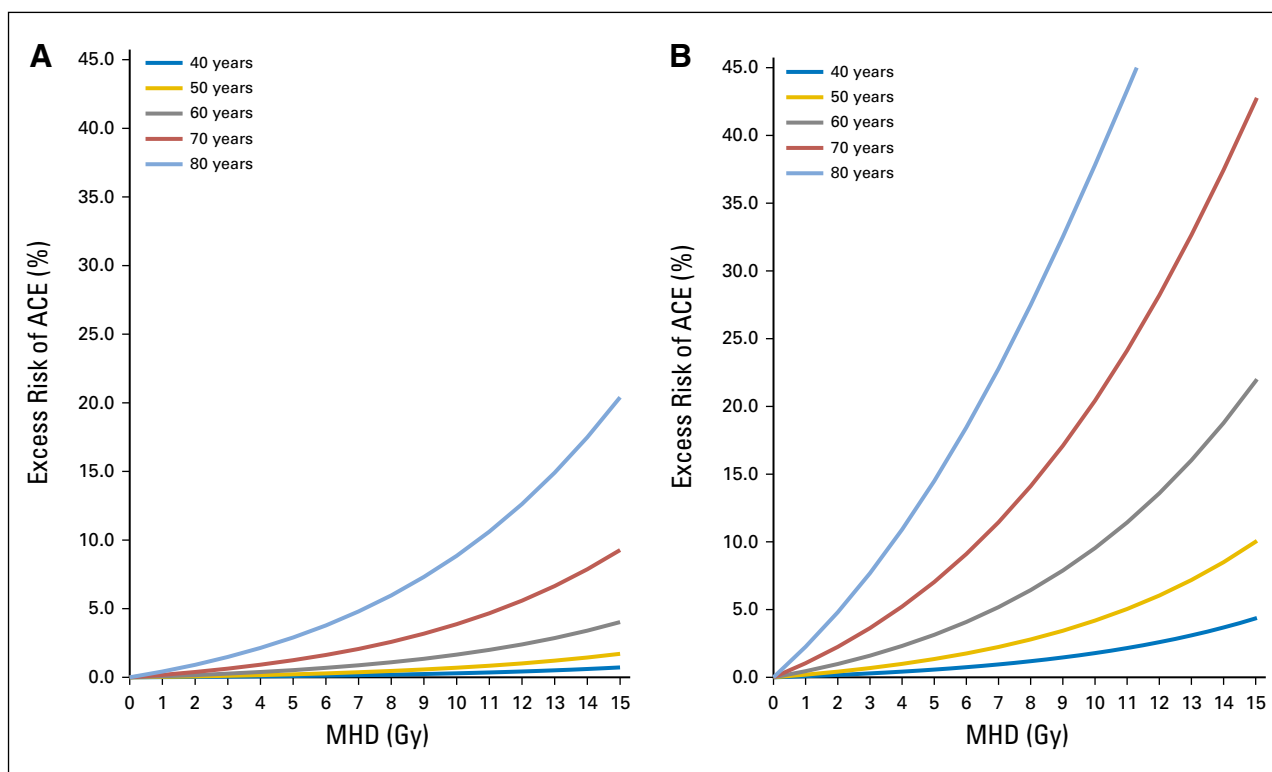 A
45.0
40.0
35.0
30.0
25.0
20.0
15.0
10.0
5.0
0.0
Excess Risk of ACE (%)
40 years
50 years
60 years
70 years
80 years
0 1 2 3 4 5 6 7 8 9 10 11 12 13 14 15
MHD (Gy)
B
45.0
40.0
35.0
30.0
25.0
20.0
15.0
10.0
5.0
0.0
Excess Risk of ACE (%)
40 years
50 years
60 years
70 years
80 years
0 1 2 3 4 5 6 7 8 9 10 11 12 13 14 15
MHD (Gy)